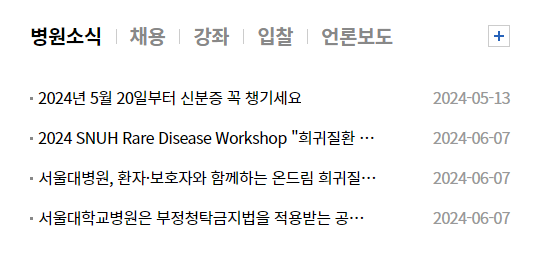 병원소식 채용 강좌 입찰 언론보도 +
2024년 5월 20일부터 신분증 꼭 챙기세요 2024-05-13
2024 SNUH Rare Disease Workshop "희귀질환 … 2024-06-07
서울대병원, 환자·보호자와 함께하는 온드림 희귀질… 2024-06-07
서울대학교병원은 부정청탁금지법을 적용받는 공… 2024-06-07